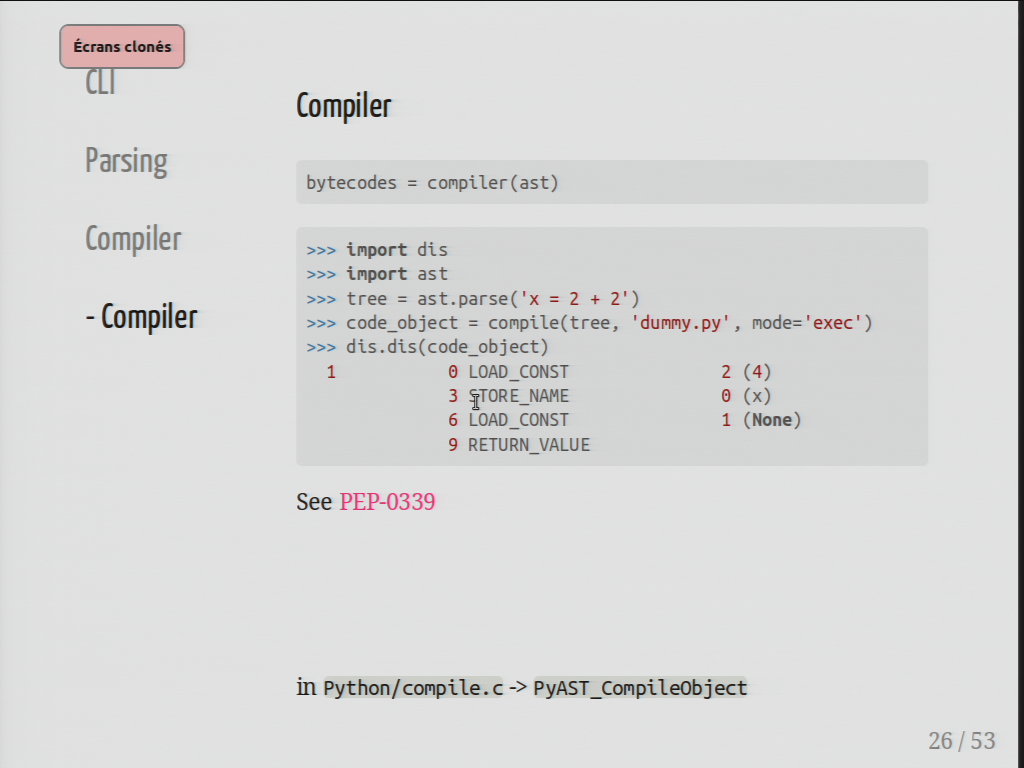 Écrans clonés
CLI
Parsing
Compiler
- Compiler
Compiler
bytecodes = compiler(ast)
>>> import dis
>>> import ast
>>> tree = ast.parse('x = 2 + 2')
>>> code_object = compile(tree, 'dummy.py', mode='exec')
>>> dis.dis(code_object)
1 0 LOAD_CONST 2 (4)
3 STORE_NAME 0 (x)
6 LOAD_CONST 1 (None)
9 RETURN_VALUE
See PEP-0339
in Python/compile.c -> PyAST_CompileObject
26 / 53